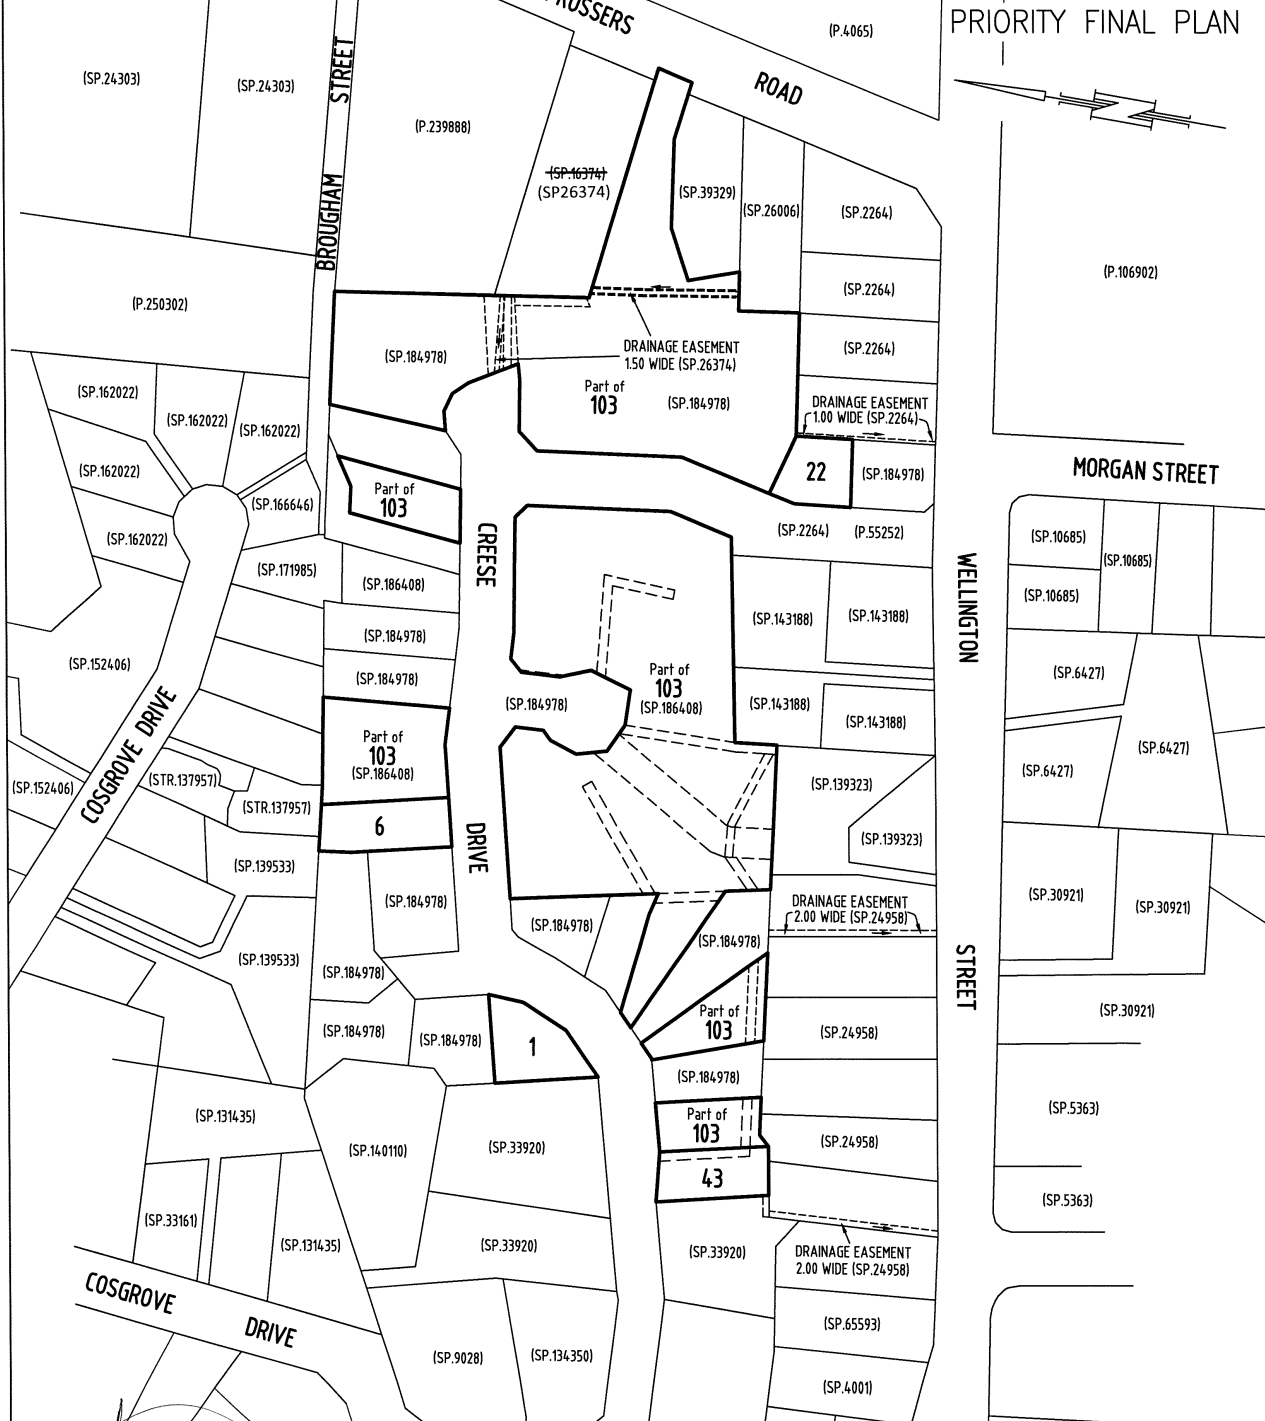 PRIORITY FINAL PLAN
PROSSERS
ROAD
(P.4065)
(SP.24303)
(SP.24303)
BROUGHAM STREET
(P.239888)
(SP.16374)
(SP26374)
(SP.39329)
(SP.26006)
(SP.2264)
(P.106902)
(P.250302)
(SP.2264)
(SP.184978)
DRAINAGE EASEMENT
1.50 WIDE (SP.26374)
(SP.2264)
Part of
103
(SP.184978)
DRAINAGE EASEMENT
1.00 WIDE (SP.2264)
(SP.162022)
(SP.162022)
(SP.162022)
(SP.162022)
22
(SP.184978)
MORGAN STREET
Part of
103
(SP.166646)
(SP.162022)
(SP.2264)
(P.55252)
(SP.10685)
(SP.10685)
(SP.10685)
CREESE
WELLINGTON
(SP.171985)
(SP.186408)
(SP.143188)
(SP.143188)
(SP.184978)
(SP.152406)
(SP.184978)
Part of
103
(SP.186408)
(SP.6427)
(SP.184978)
(SP.143188)
(SP.143188)
COSGROVE DRIVE
Part of
103
(SP.186408)
(SP.6427)
(SP.6427)
(SP.152406)
(STR.137957)
(STR.137957)
(SP.139323)
(SP.139323)
6
DRIVE
(SP.139533)
(SP.184978)
(SP.184978)
DRAINAGE EASEMENT
2.00 WIDE (SP.24958)
(SP.30921)
(SP.30921)
(SP.184978)
(SP.139533)
(SP.184978)
STREET
(SP.184978)
(SP.184978)
1
Part of
103
(SP.24958)
(SP.30921)
(SP.184978)
(SP.131435)
(SP.140110)
(SP.33920)
Part of
103
(SP.24958)
(SP.5363)
43
(SP.33161)
(SP.131435)
(SP.33920)
(SP.33920)
DRAINAGE EASEMENT
2.00 WIDE (SP.24958)
(SP.5363)
COSGROVE DRIVE
(SP.65593)
(SP.9028)
(SP.134350)
(SP.4001)